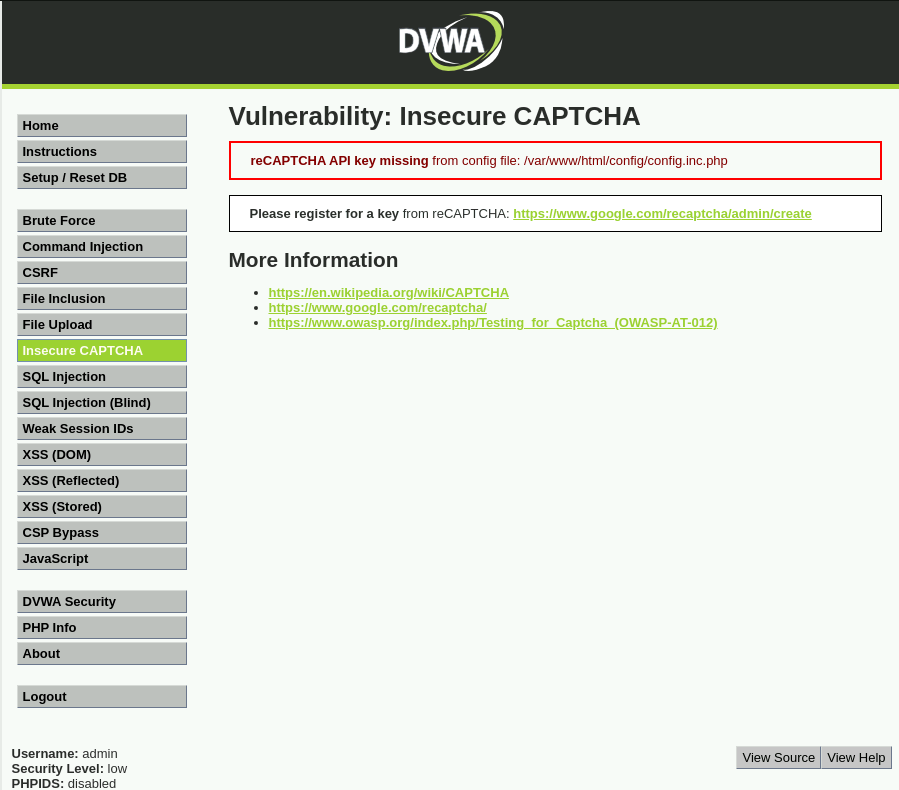 DVWA
Vulnerability: Insecure CAPTCHA
reCAPTCHA API key missing from config file: /var/www/html/config/config.inc.php
Please register for a key from reCAPTCHA: https://www.google.com/recaptcha/admin/create
More Information
https://en.wikipedia.org/wiki/CAPTCHA
https://www.google.com/recaptcha/
https://www.owasp.org/index.php/Testing_for_Captcha_(OWASP-AT-012)
Home
Instructions
Setup / Reset DB
Brute Force
Command Injection
CSRF
File Inclusion
File Upload
Insecure CAPTCHA
SQL Injection
SQL Injection (Blind)
Weak Session IDs
XSS (DOM)
XSS (Reflected)
XSS (Stored)
CSP Bypass
JavaScript
DVWA Security
PHP Info
About
Logout
Username: admin
Security Level: low
PHPIDS: disabled
View Source
View Help